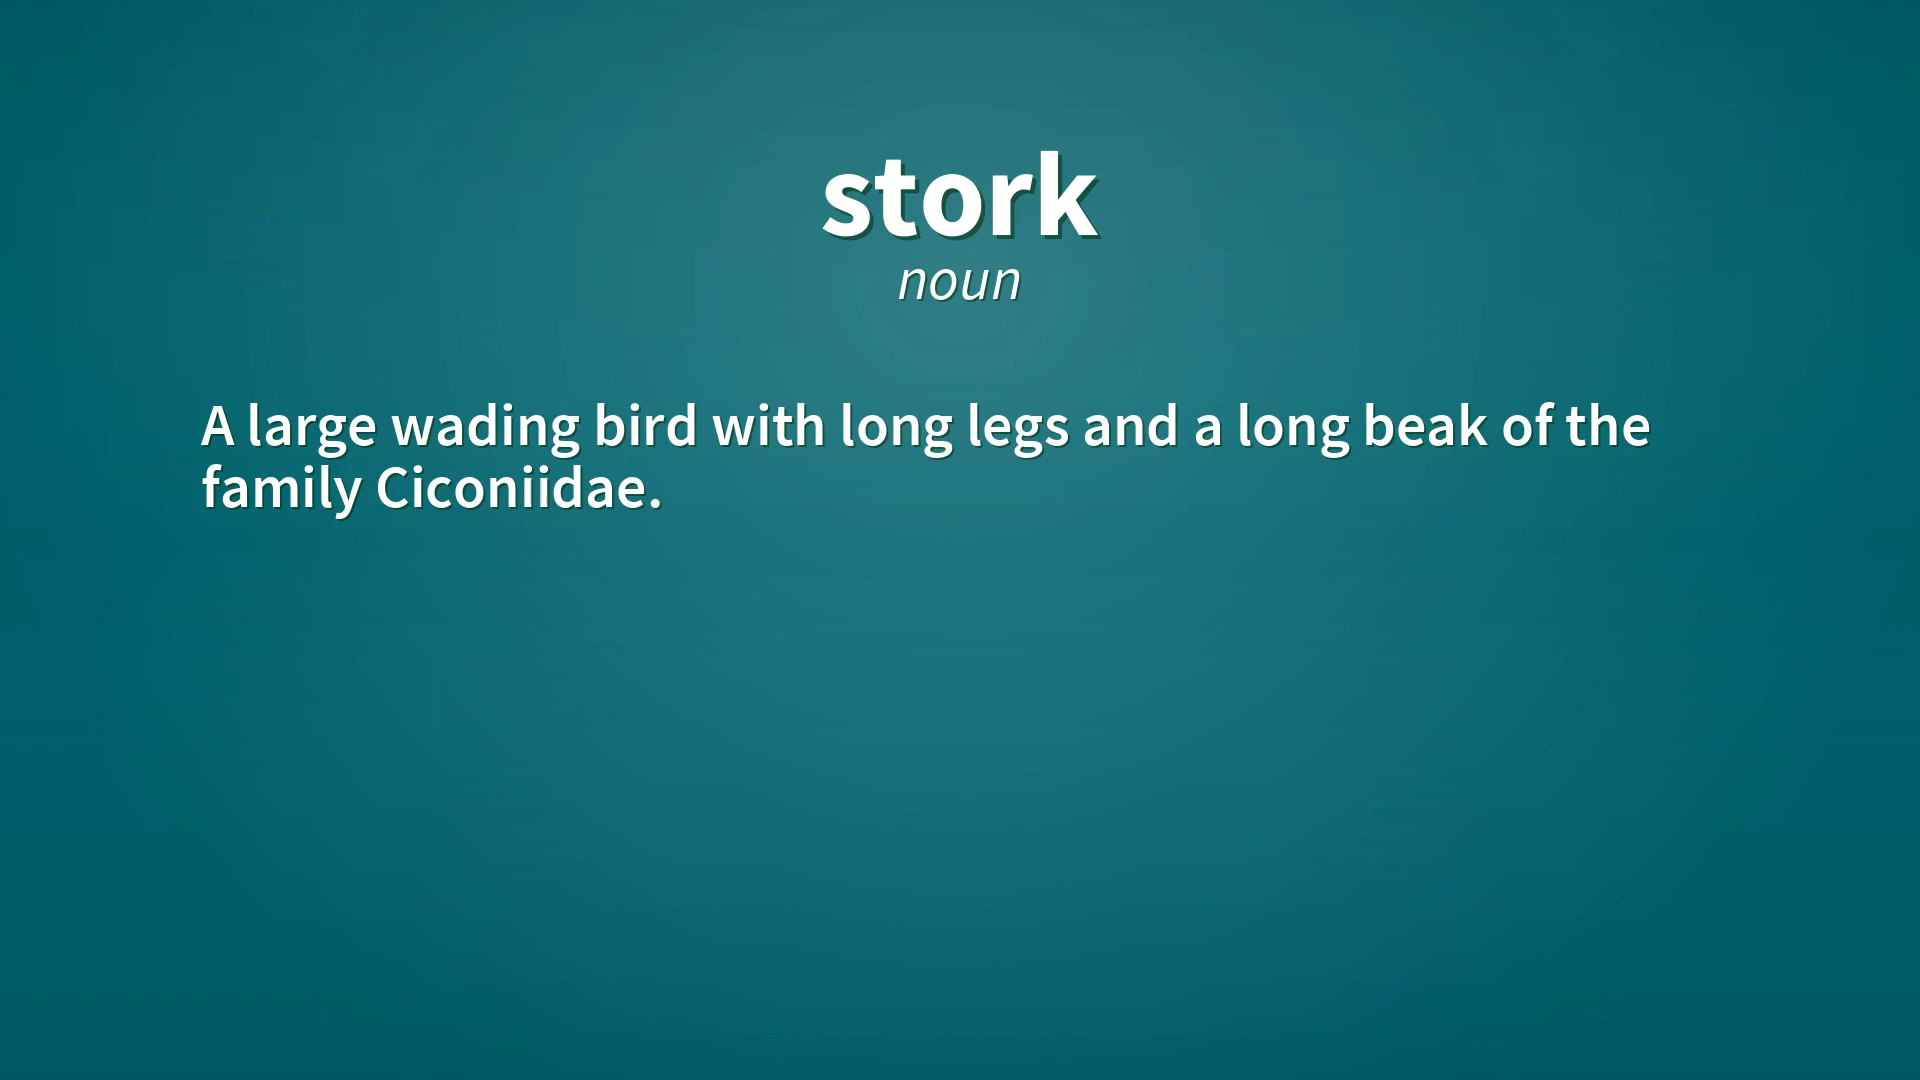 stork
noun
A large wading bird with long legs and a long beak of the
family Ciconiidae.